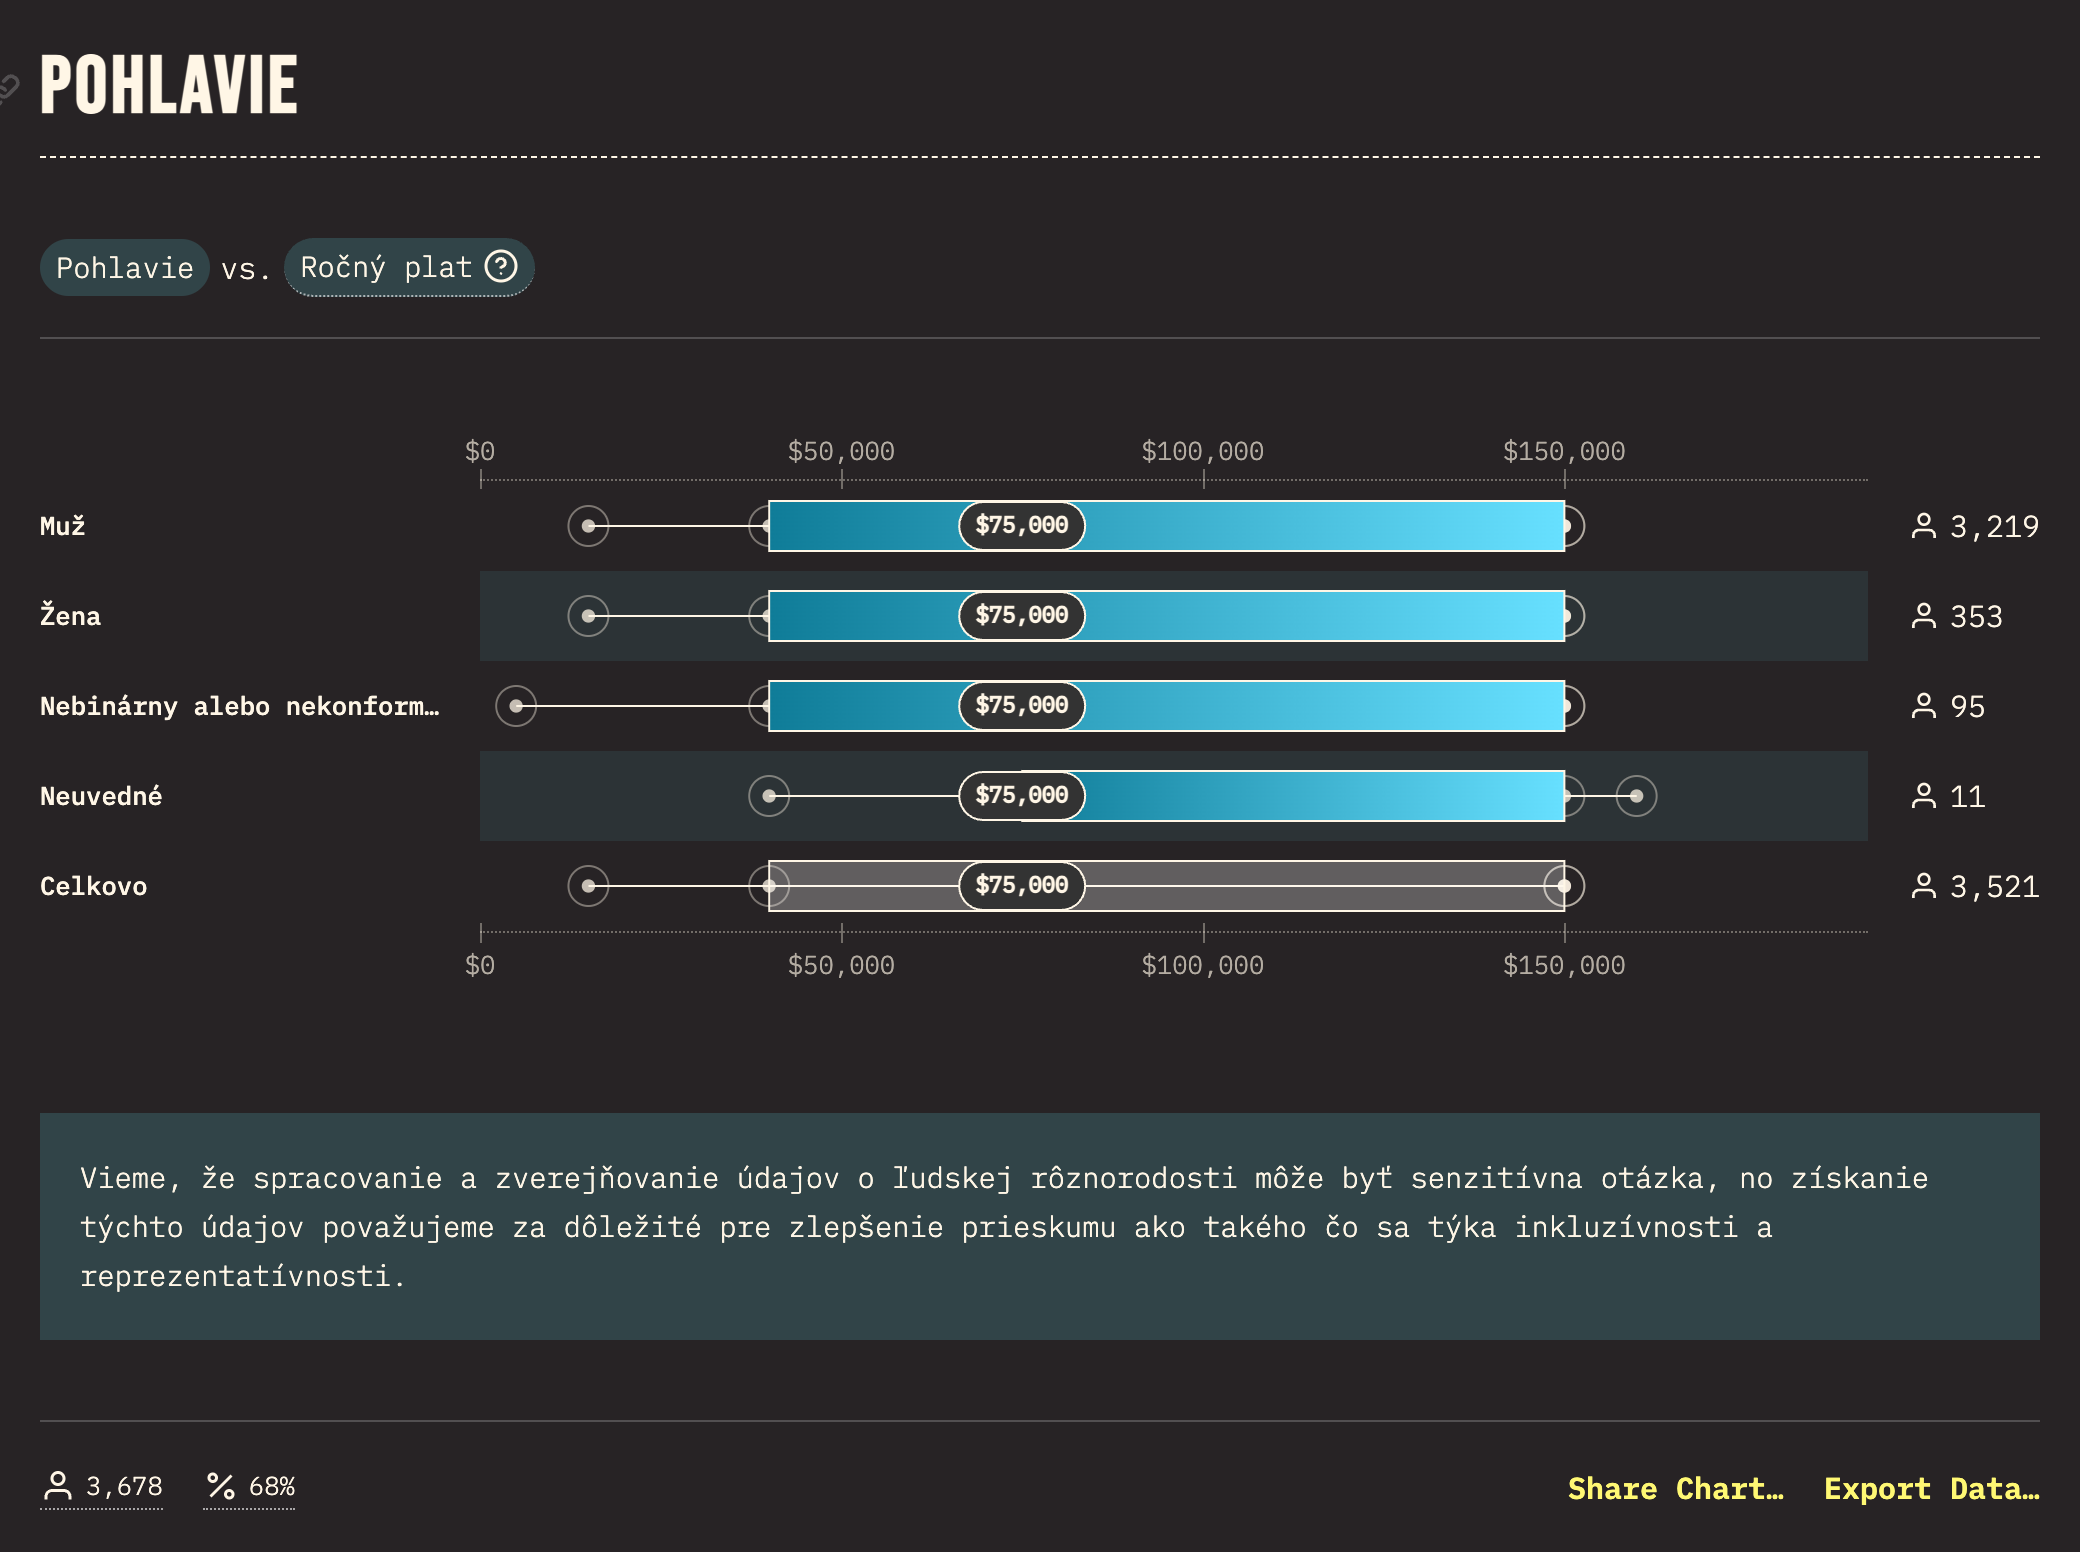 POHLAVIE
Pohlavie vs. Ročný plat
$0 $50,000 $100,000 $150,000
Muž $75,000 3,219
Žena $75,000 353
Nebinárny alebo nekonform… $75,000 95
Neuvedné $75,000 11
Celkovo $75,000 3,521
$0 $50,000 $100,000 $150,000
Vieme, že spracovanie a zverejňovanie údajov o ľudskej rôznorodosti môže byť senzitívna otázka, no získanie
týchto údajov považujeme za dôležité pre zlepšenie prieskumu ako takého čo sa týka inkluzívnosti a
reprezentatívnosti.
3,678 68% Share Chart… Export Data…